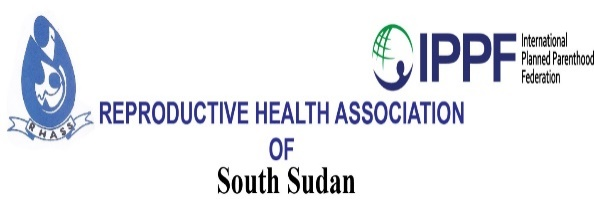 IPPF International
Planned Parenthood
Federation
RHASS
REPRODUCTIVE HEALTH ASSOCIATION
OF
South Sudan